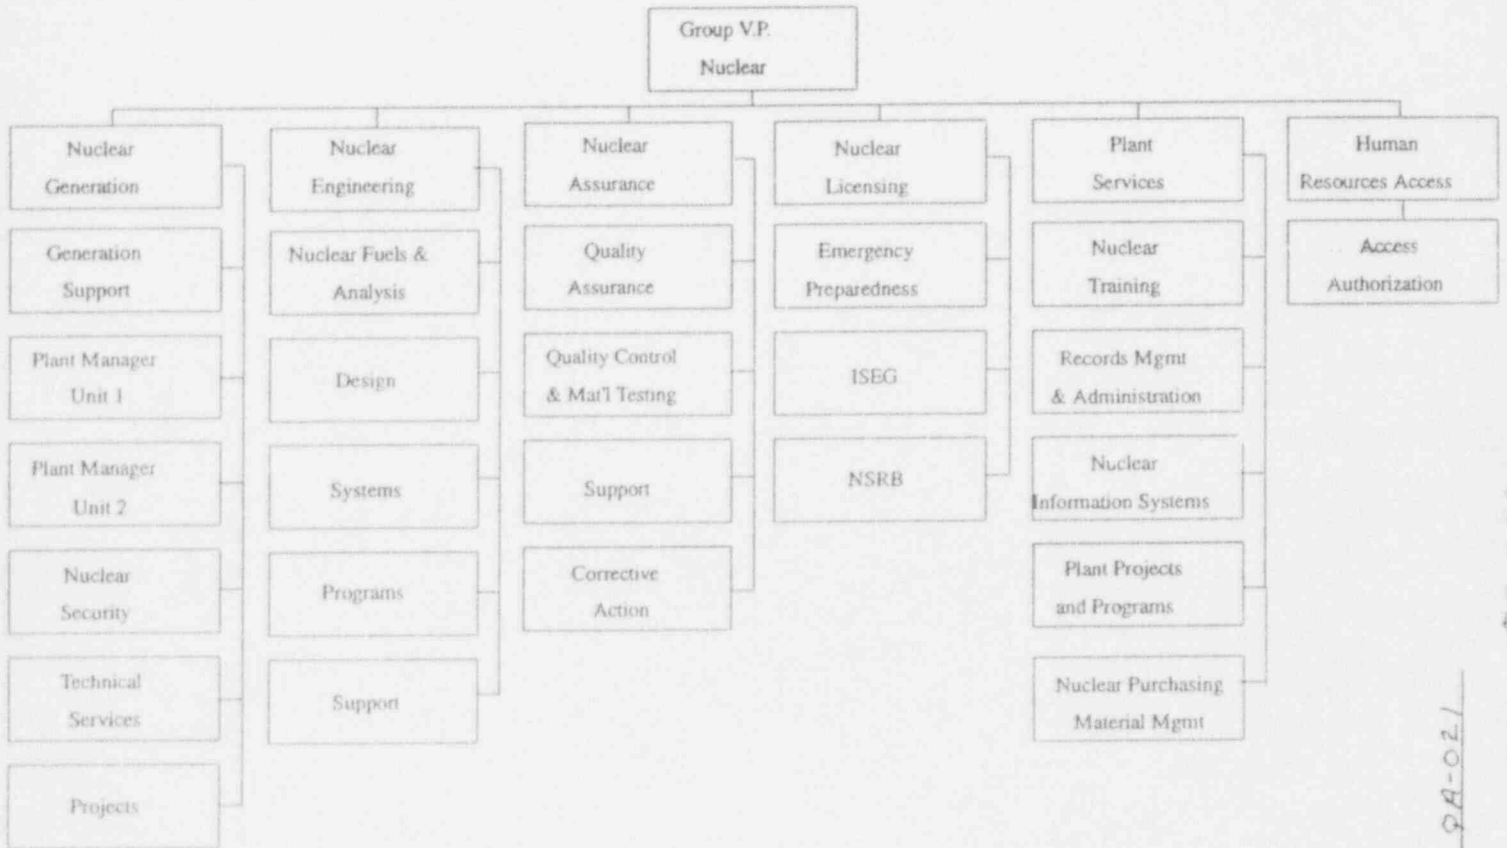 Group V.P.
Nuclear
Nuclear
Generation
Generation
Support
Plant Manager
Unit 1
Plant Manager
Unit 2
Nuclear
Security
Technical
Services
Projects
Nuclear
Engineering
Nuclear Fuels &
Analysis
Design
Systems
Programs
Support
Nuclear
Assurance
Quality
Assurance
Quality Control
& Mat'l Testing
Support
Corrective
Action
Nuclear
Licensing
Emergency
Preparedness
ISEG
NSRB
Plant
Services
Nuclear
Training
Records Mgmt
& Administration
Nuclear
Information Systems
Plant Projects
and Programs
Nuclear Purchasing
Material Mgmt
Human
Resources Access
Access
Authorization
QA-021